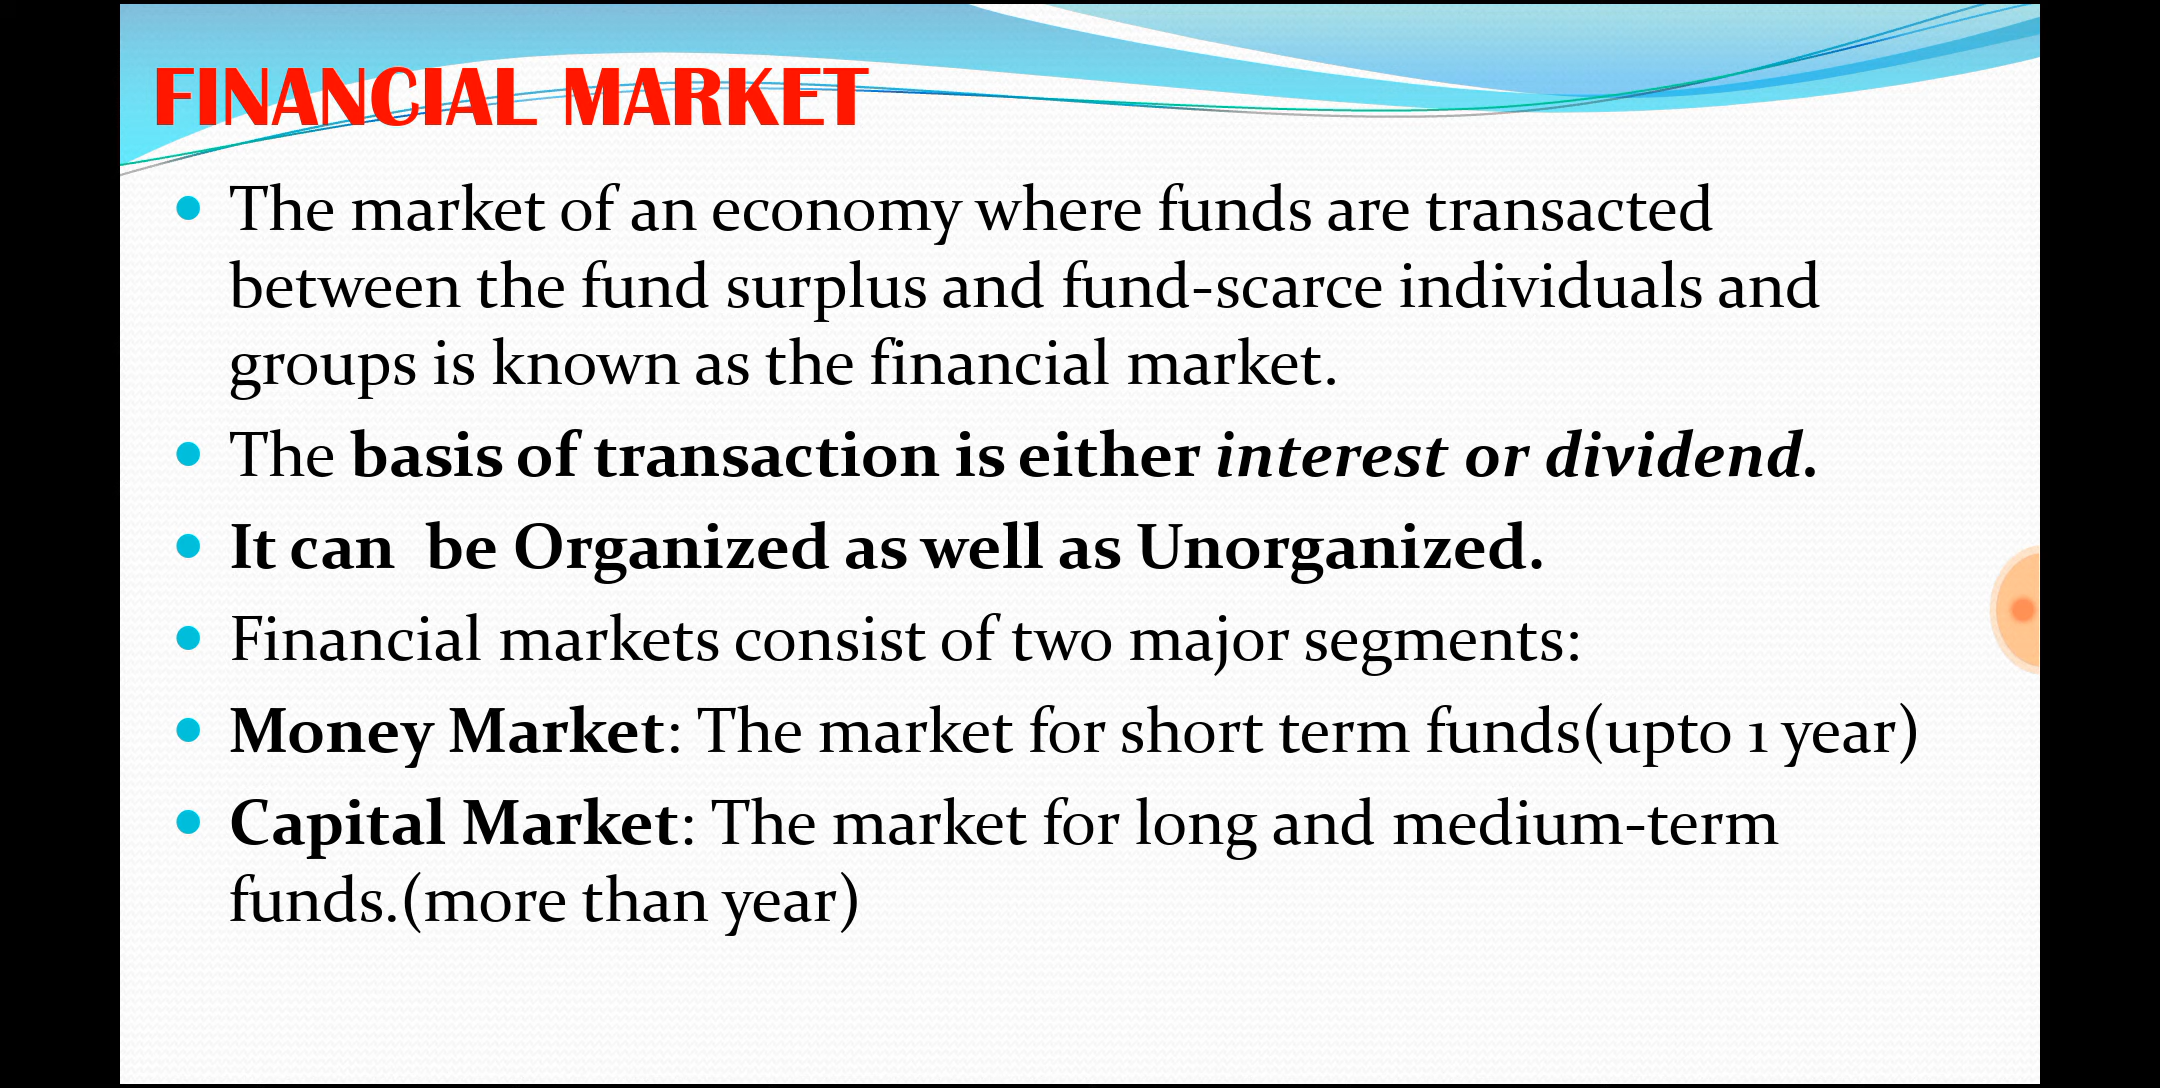 FINANCIAL MARKET
The market of an economy where funds are transacted
between the fund surplus and fund-scarce individuals and
groups is known as the financial market.
The basis of transaction is either interest or dividend.
It can  be Organized as well as Unorganized.
Financial markets consist of two major segments:
Money Market: The market for short term funds(upto 1 year)
Capital Market: The market for long and medium-term
funds.(more than year)